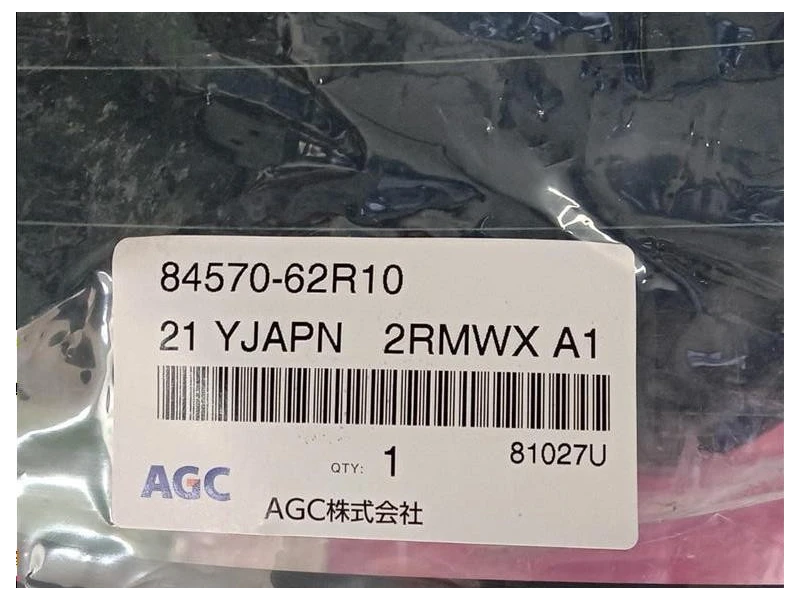 84570-62R10
21 YJAPN 2RMWX A1
81027U
QTY: 1
AGC
AGC株式会社